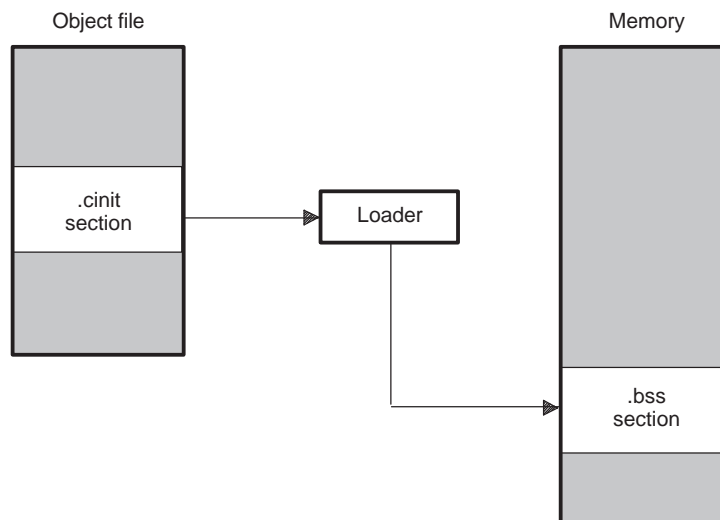 Object file
Memory
.cinit
section
Loader
.bss
section